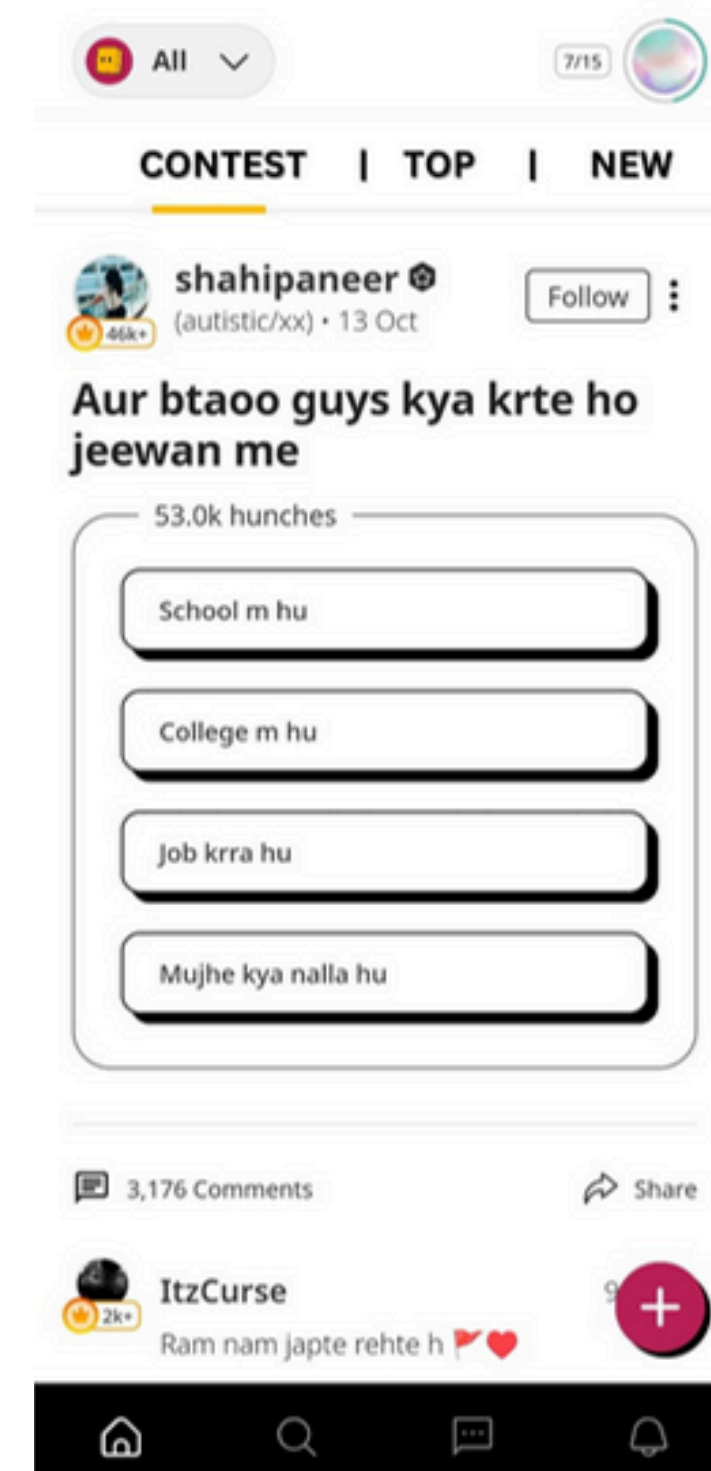 All
7/15
CONTEST | TOP | NEW
shahipaneer
Follow
46k+
(autistic/xx) • 13 Oct
Aur btaoo guys kya krte ho
jeewan me
53.0k hunches
School m hu
College m hu
Job krra hu
Mujhe kya nalla hu
3,176 Comments
Share
ItzCurse
9
2k+
Ram nam japte rehte h 🚩♥️